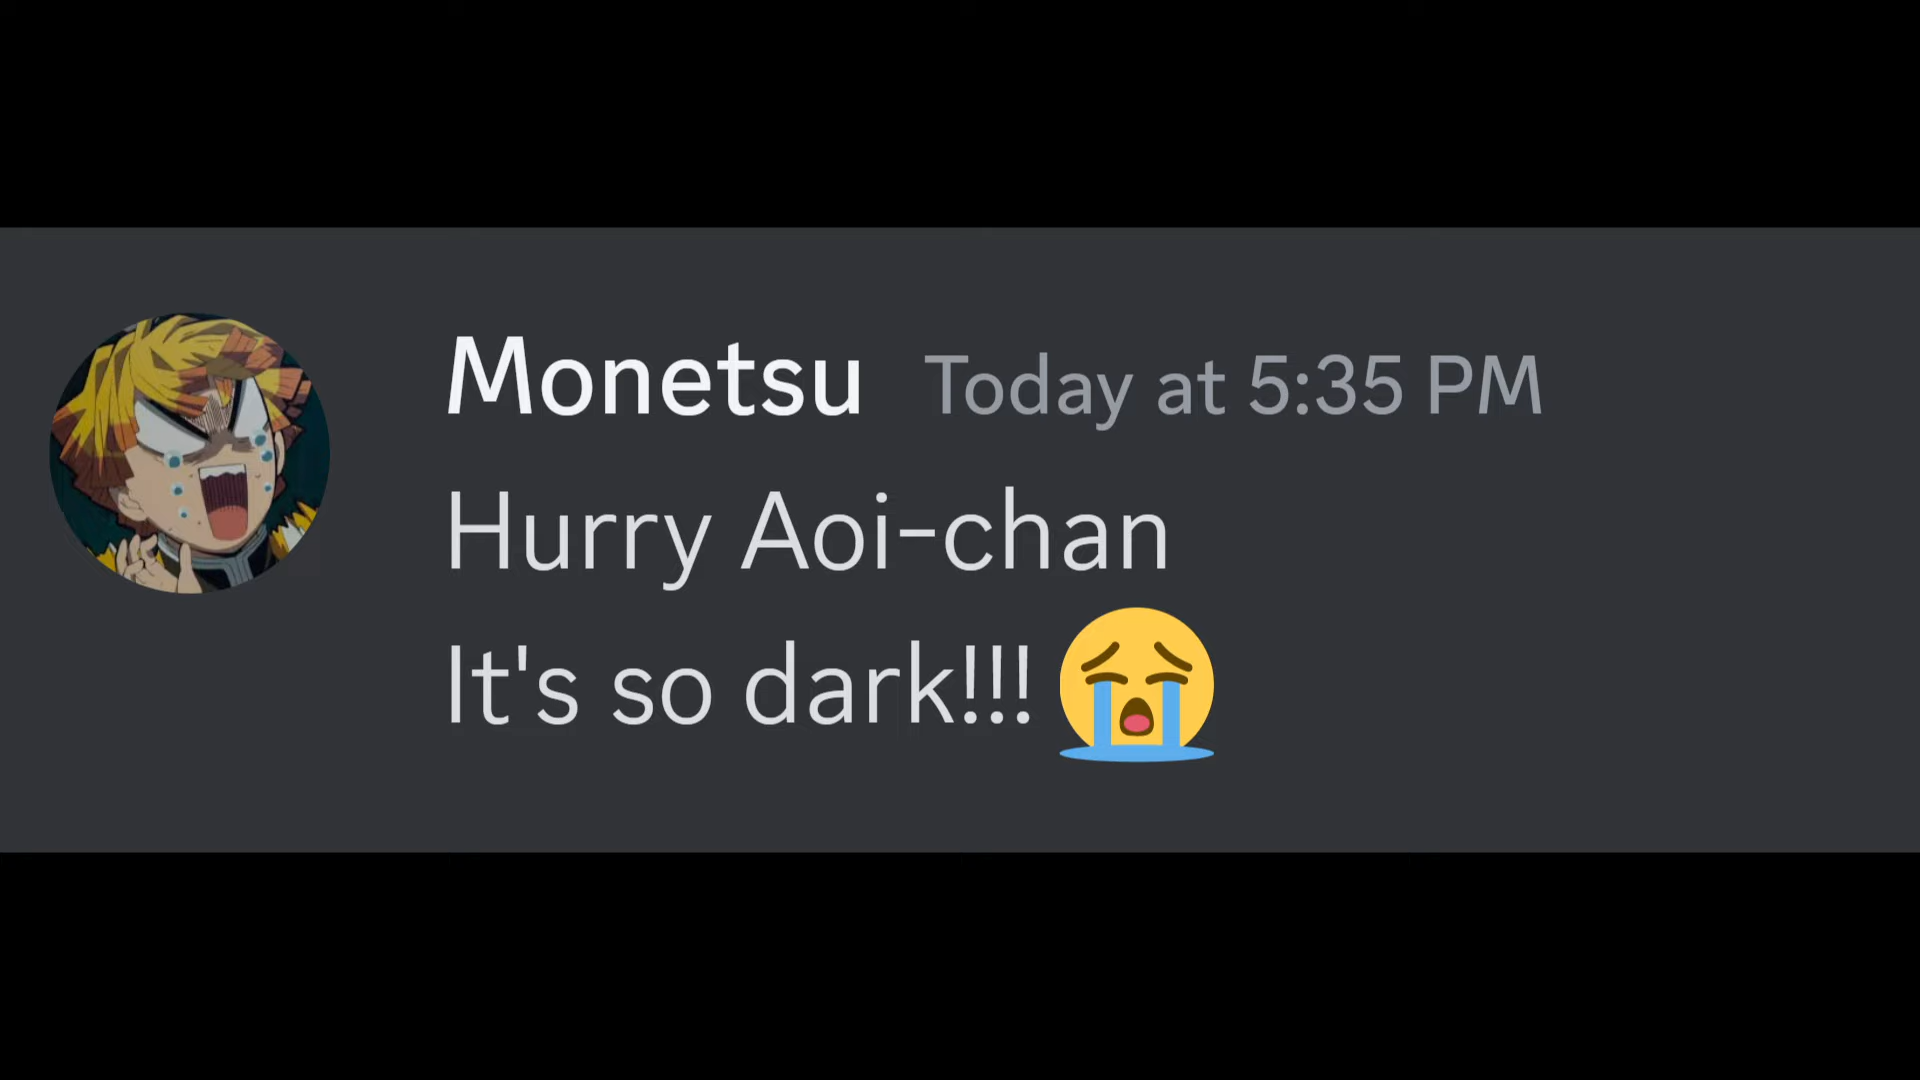 Monetsu Today at 5:35 PM
Hurry Aoi-chan
It's so dark!!! 😭